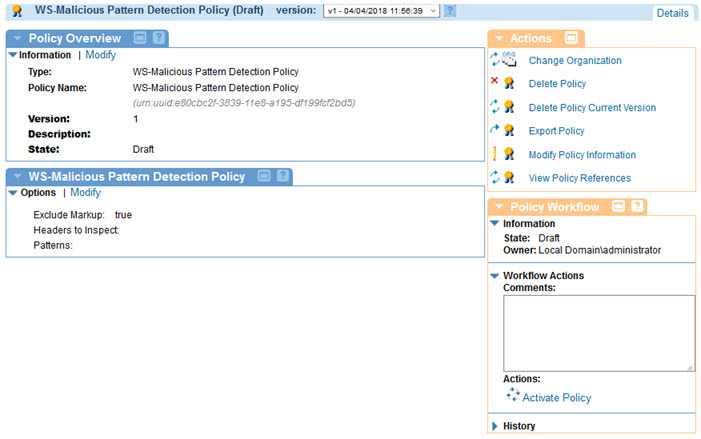 WS-Malicious Pattern Detection Policy (Draft) version: v1 - 04/04/2018 11:56:39 ?
Details
Policy Overview ?
Information | Modify
Type: WS-Malicious Pattern Detection Policy
Policy Name: WS-Malicious Pattern Detection Policy
(urn:uuid:e80cbc2f-3839-11e8-a195-df199fcf2bd5)
Version: 1
Description:
State: Draft
WS-Malicious Pattern Detection Policy ?
Options | Modify
Exclude Markup: true
Headers to Inspect:
Patterns:
Actions
ORG Change Organization
Delete Policy
Delete Policy Current Version
Export Policy
Modify Policy Information
View Policy References
Policy Workflow ?
Information
State: Draft
Owner: Local Domain\administrator
Workflow Actions
Comments:
Actions:
Activate Policy
History